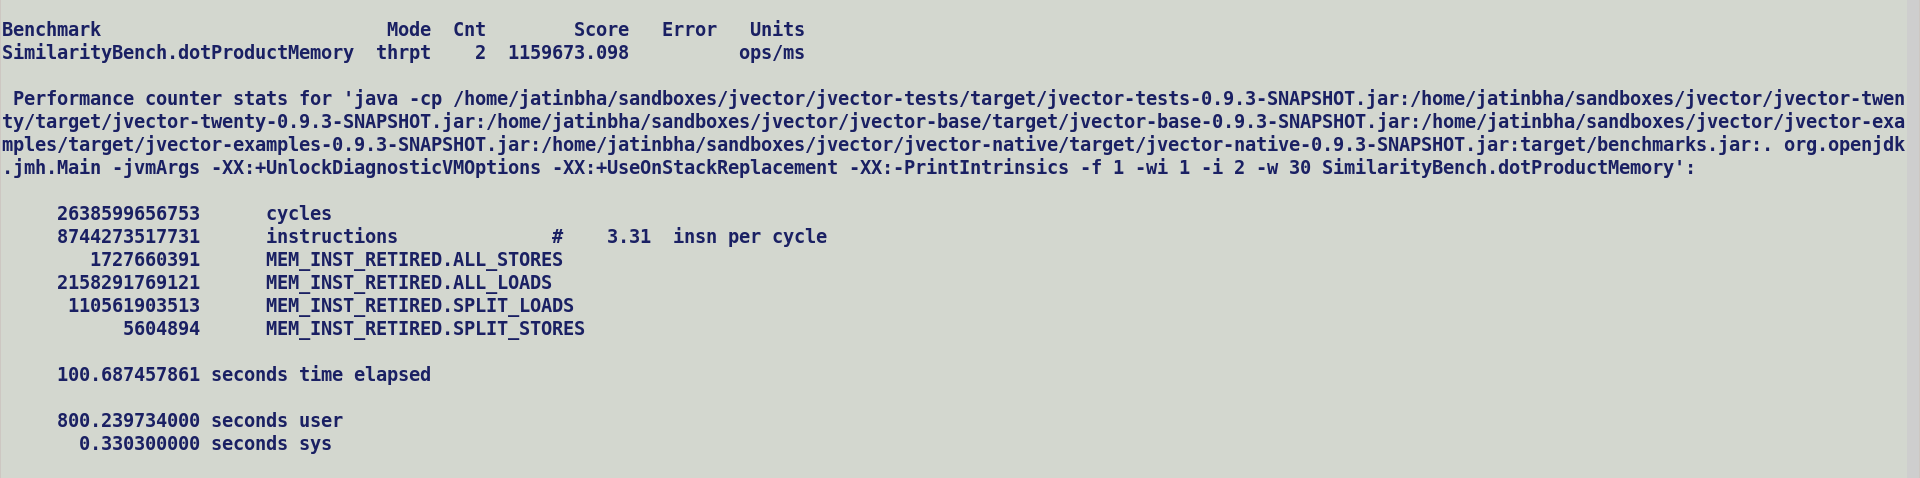 Benchmark                          Mode  Cnt        Score   Error   Units
SimilarityBench.dotProductMemory  thrpt    2  1159673.098          ops/ms
 Performance counter stats for 'java -cp /home/jatinbha/sandboxes/jvector/jvector-tests/target/jvector-tests-0.9.3-SNAPSHOT.jar:/home/jatinbha/sandboxes/jvector/jvector-twen
ty/target/jvector-twenty-0.9.3-SNAPSHOT.jar:/home/jatinbha/sandboxes/jvector/jvector-base/target/jvector-base-0.9.3-SNAPSHOT.jar:/home/jatinbha/sandboxes/jvector/jvector-exa
mples/target/jvector-examples-0.9.3-SNAPSHOT.jar:/home/jatinbha/sandboxes/jvector/jvector-native/target/jvector-native-0.9.3-SNAPSHOT.jar:target/benchmarks.jar:. org.openjdk
.jmh.Main -jvmArgs -XX:+UnlockDiagnosticVMOptions -XX:+UseOnStackReplacement -XX:-PrintIntrinsics -f 1 -wi 1 -i 2 -w 30 SimilarityBench.dotProductMemory':
     2638599656753      cycles
     8744273517731      instructions              #    3.31  insn per cycle
        1727660391      MEM_INST_RETIRED.ALL_STORES
     2158291769121      MEM_INST_RETIRED.ALL_LOADS
      110561903513      MEM_INST_RETIRED.SPLIT_LOADS
           5604894      MEM_INST_RETIRED.SPLIT_STORES
     100.687457861 seconds time elapsed
     800.239734000 seconds user
       0.330300000 seconds sys